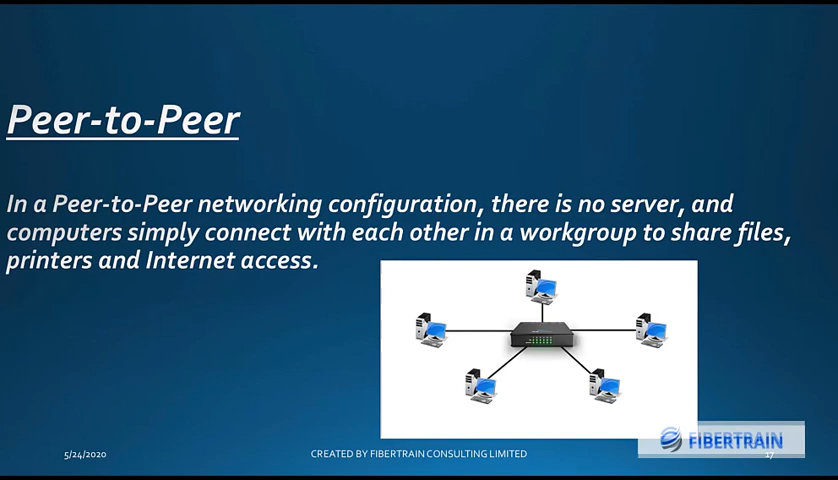 Peer-to-Peer
In a Peer-to-Peer networking configuration, there is no server, and
computers simply connect with each other in a workgroup to share files,
printers and Internet access.
5/24/2020
CREATED BY FIBERTRAIN CONSULTING LIMITED
FIBERTRAIN
17